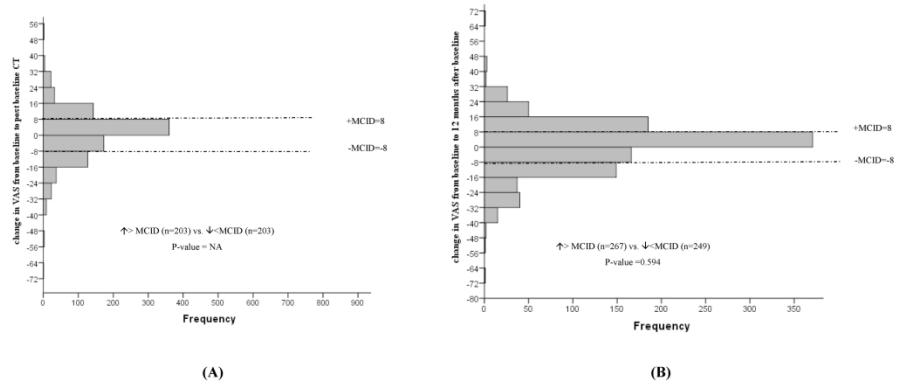 change in VAS from baseline to post baseline CT
56
48
40
32
24
16
8
0
-8
-16
-24
-32
-40
-48
-56
-64
-72
+MCID=8
-MCID=-8
↑> MCID (n=203) vs. ↓<MCID (n=203)
P-value = NA
0 100 200 300 400 500 600 700 800 900
Frequency
(A)
change in VAS from baseline to 12 months after baseline
72
64
56
48
40
32
24
16
8
0
-8
-16
-24
-32
-40
-48
-56
-64
-72
-80
+MCID=8
-MCID=-8
↑> MCID (n=267) vs. ↓<MCID (n=249)
P-value =0.594
0 50 100 150 200 250 300 350
Frequency
(B)